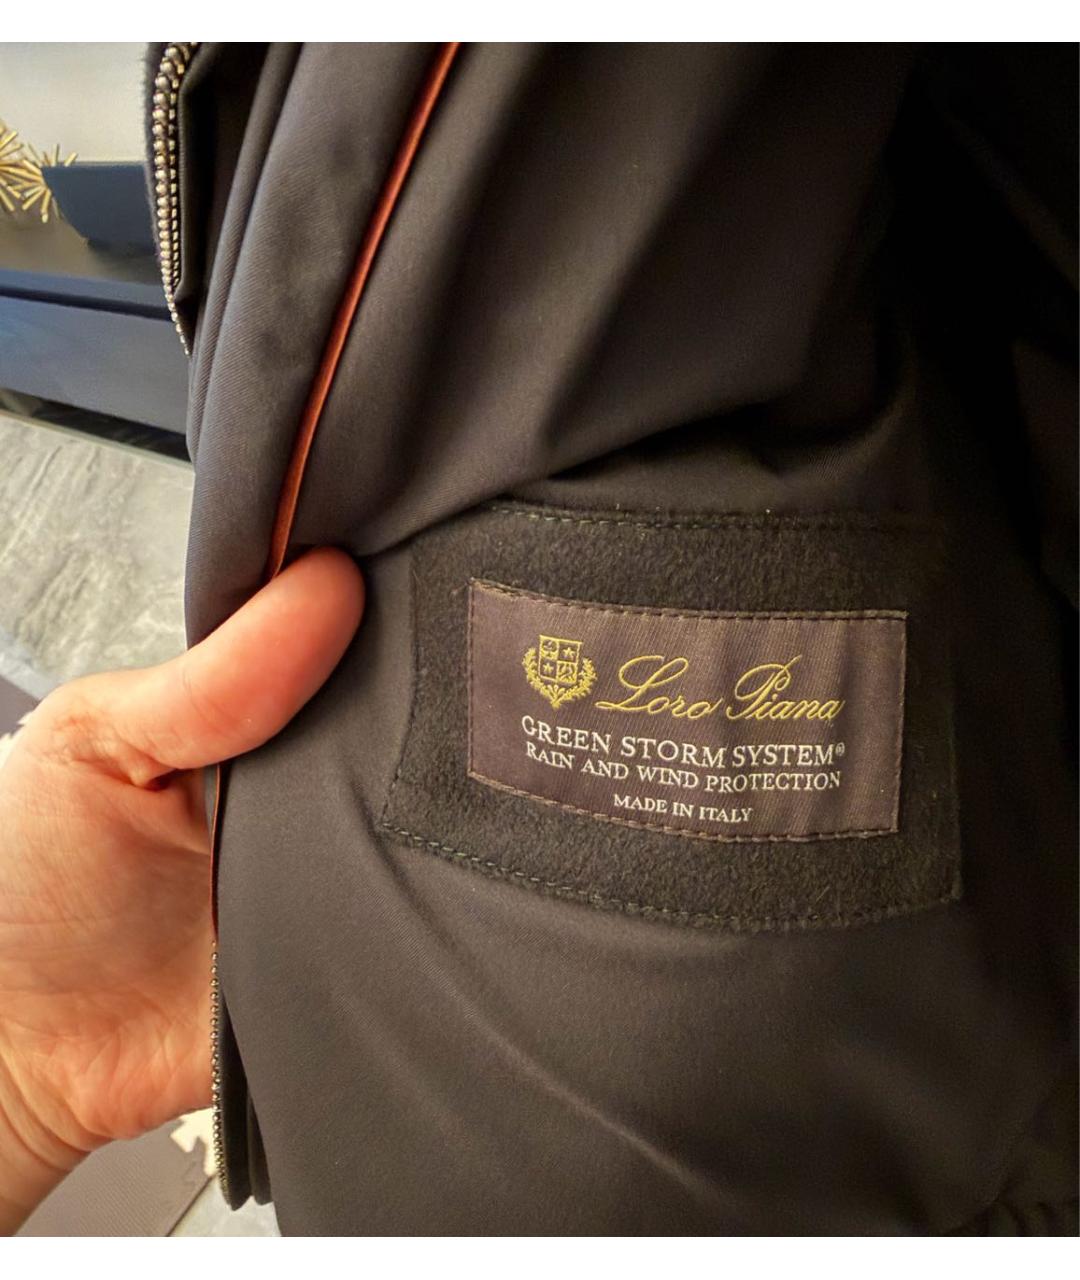 Loro Piana
GREEN STORM SYSTEM®
RAIN AND WIND PROTECTION
MADE IN ITALY